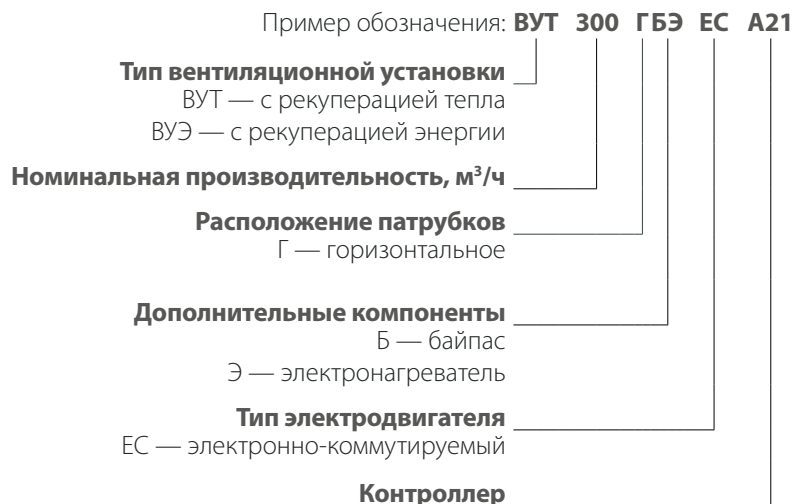 Пример обозначения: ВУТ 300 ГБЭ ЕС А21
Тип вентиляционной установки
ВУТ — с рекуперацией тепла
ВУЭ — с рекуперацией энергии
Номинальная производительность, м³/ч
Расположение патрубков
Г — горизонтальное
Дополнительные компоненты
Б — байпас
Э — электронагреватель
Тип электродвигателя
ЕС — электронно-коммутируемый
Контроллер